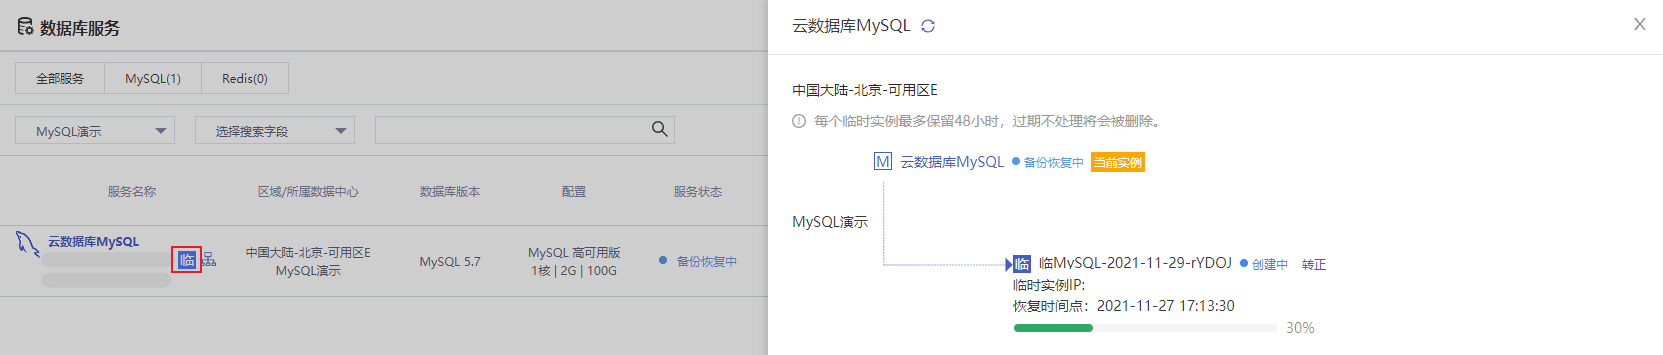 数据库服务
全部服务 MySQL(1) Redis(0)
MySQL演示 选择搜索字段
服务名称 区域/所属数据中心 数据库版本 配置 服务状态
云数据库MySQL
临
中国大陆-北京-可用区E
MySQL演示
MySQL 5.7
MySQL 高可用版
1核 | 2G | 100G
备份恢复中
云数据库MySQL X
中国大陆-北京-可用区E
每个临时实例最多保留48小时，过期不处理将会被删除。
M 云数据库MySQL 备份恢复中 当前实例
MySQL演示
临 临MySQL-2021-11-29-rYDOJ 创建中 转正
临时实例IP:
恢复时间点：2021-11-27 17:13:30
30%